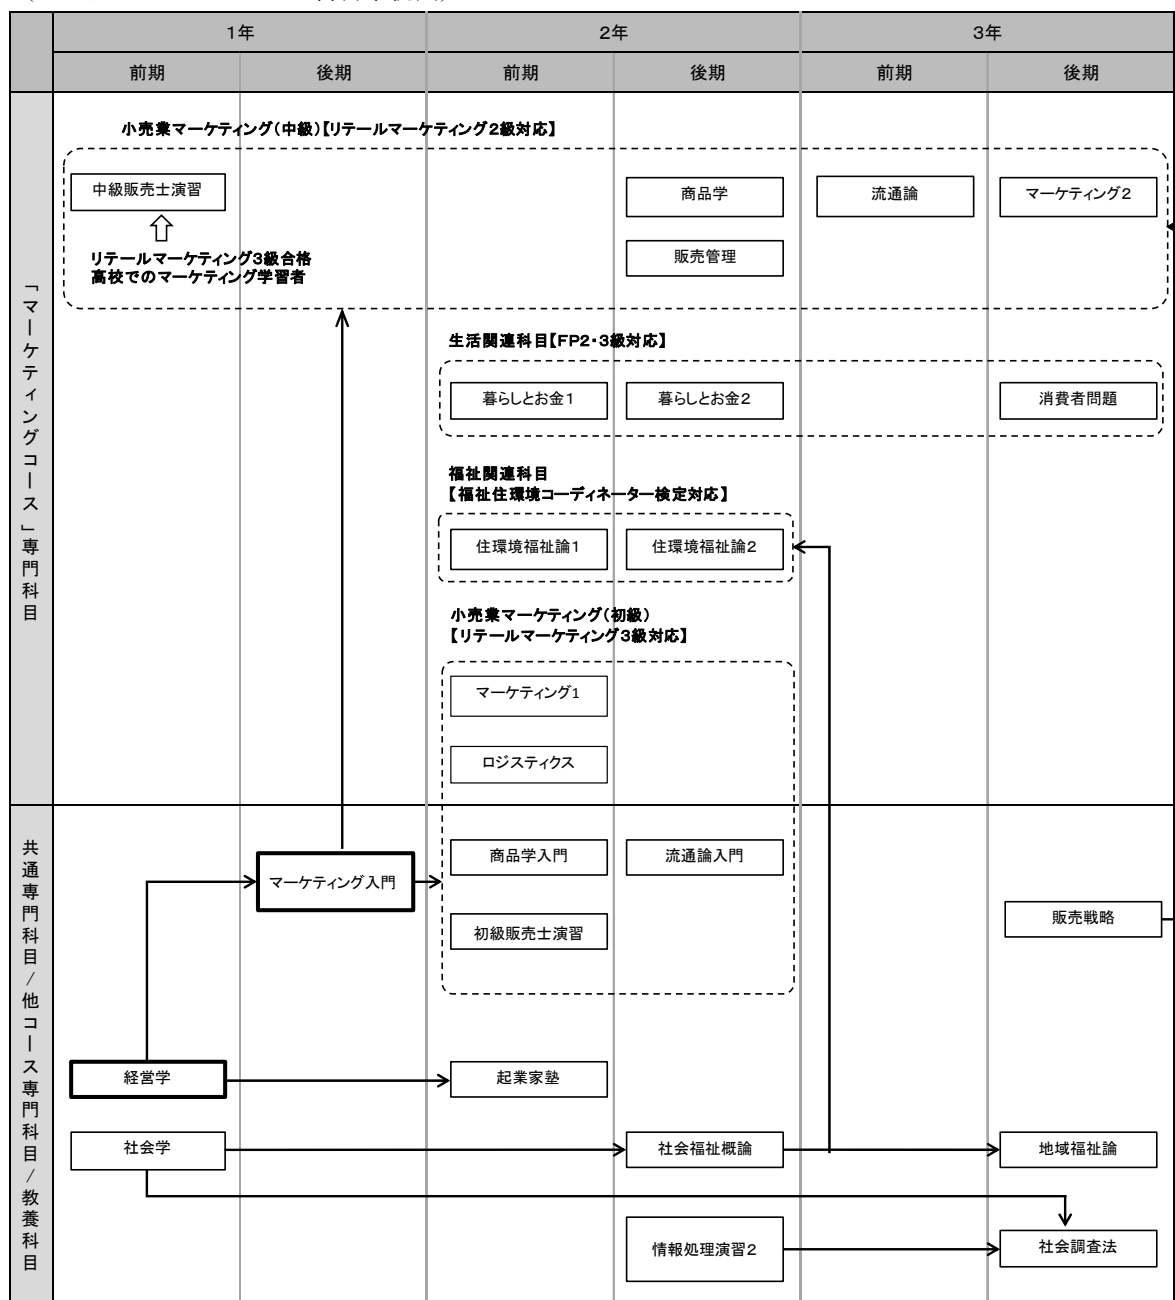 1年
2年
3年
前期
後期
前期
後期
前期
後期
「マーケティングコース」専門科目
小売業マーケティング(中級)【リテールマーケティング2級対応】
中級販売士演習
商品学
流通論
マーケティング2
販売管理
リテールマーケティング3級合格
高校でのマーケティング学習者
生活関連科目【FP2・3級対応】
暮らしとお金1
暮らしとお金2
消費者問題
福祉関連科目
【福祉住環境コーディネーター検定対応】
住環境福祉論1
住環境福祉論2
小売業マーケティング(初級)
【リテールマーケティング3級対応】
マーケティング1
ロジスティクス
共通専門科目/他コース専門科目/教養科目
商品学入門
流通論入門
マーケティング入門
販売戦略
初級販売士演習
経営学
起業家塾
社会学
社会福祉概論
地域福祉論
情報処理演習2
社会調査法